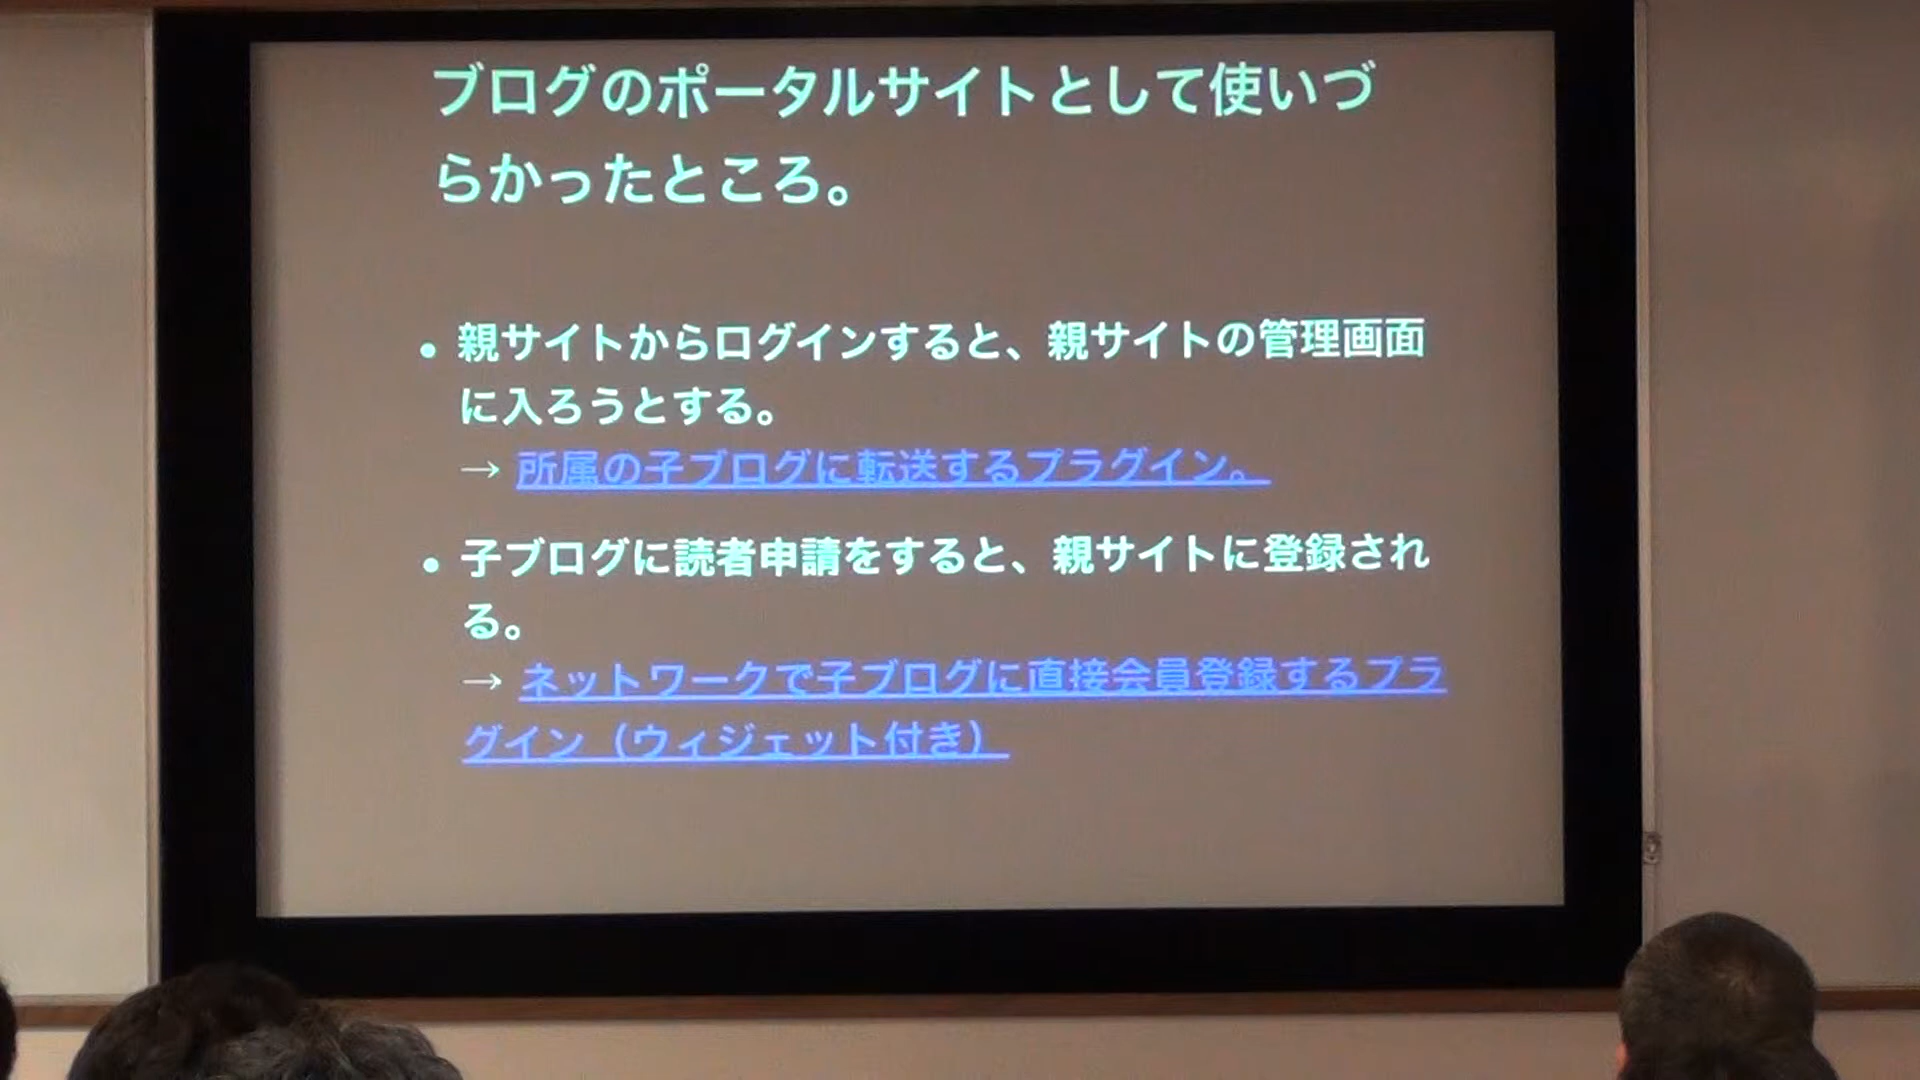 ブログのポータルサイトとして使いづ
らかったところ。
• 親サイトからログインすると、親サイトの管理画面
に入ろうとする。
→ 所属の子ブログに転送するプラグイン。
• 子ブログに読者申請をすると、親サイトに登録され
る。
→ ネットワークで子ブログに直接会員登録するプラ
グイン（ウィジェット付き）